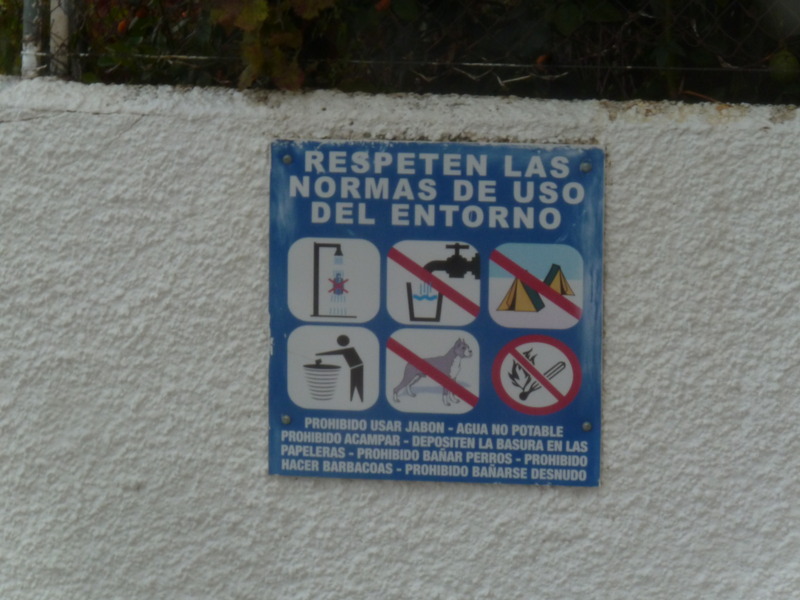 RESPETEN LAS
NORMAS DE USO
DEL ENTORNO
PROHIBIDO USAR JABON - AGUA NO POTABLE
PROHIBIDO ACAMPAR - DEPOSITEN LA BASURA EN LAS
PAPELERAS - PROHIBIDO BAÑAR PERROS - PROHIBIDO
HACER BARBACOAS - PROHIBIDO BAÑARSE DESNUDO